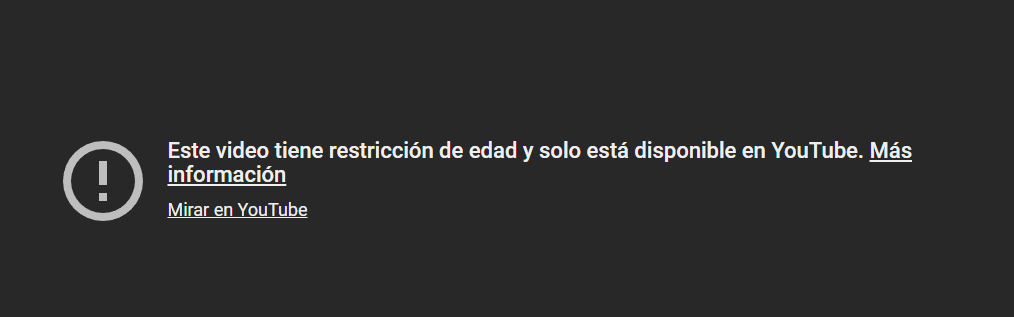 Este video tiene restricción de edad y solo está disponible en YouTube. Más
información
Mirar en YouTube